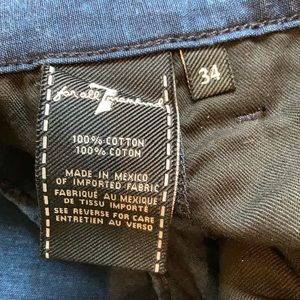 for all 7 mankind
34
100% COTTON
100% COTON
MADE IN MEXICO
OF IMPORTED FABRIC
FABRIQUÉ AU MEXIQUE
DE TISSU IMPORTÉ
SEE REVERSE FOR CARE
ENTRETIEN AU VERSO